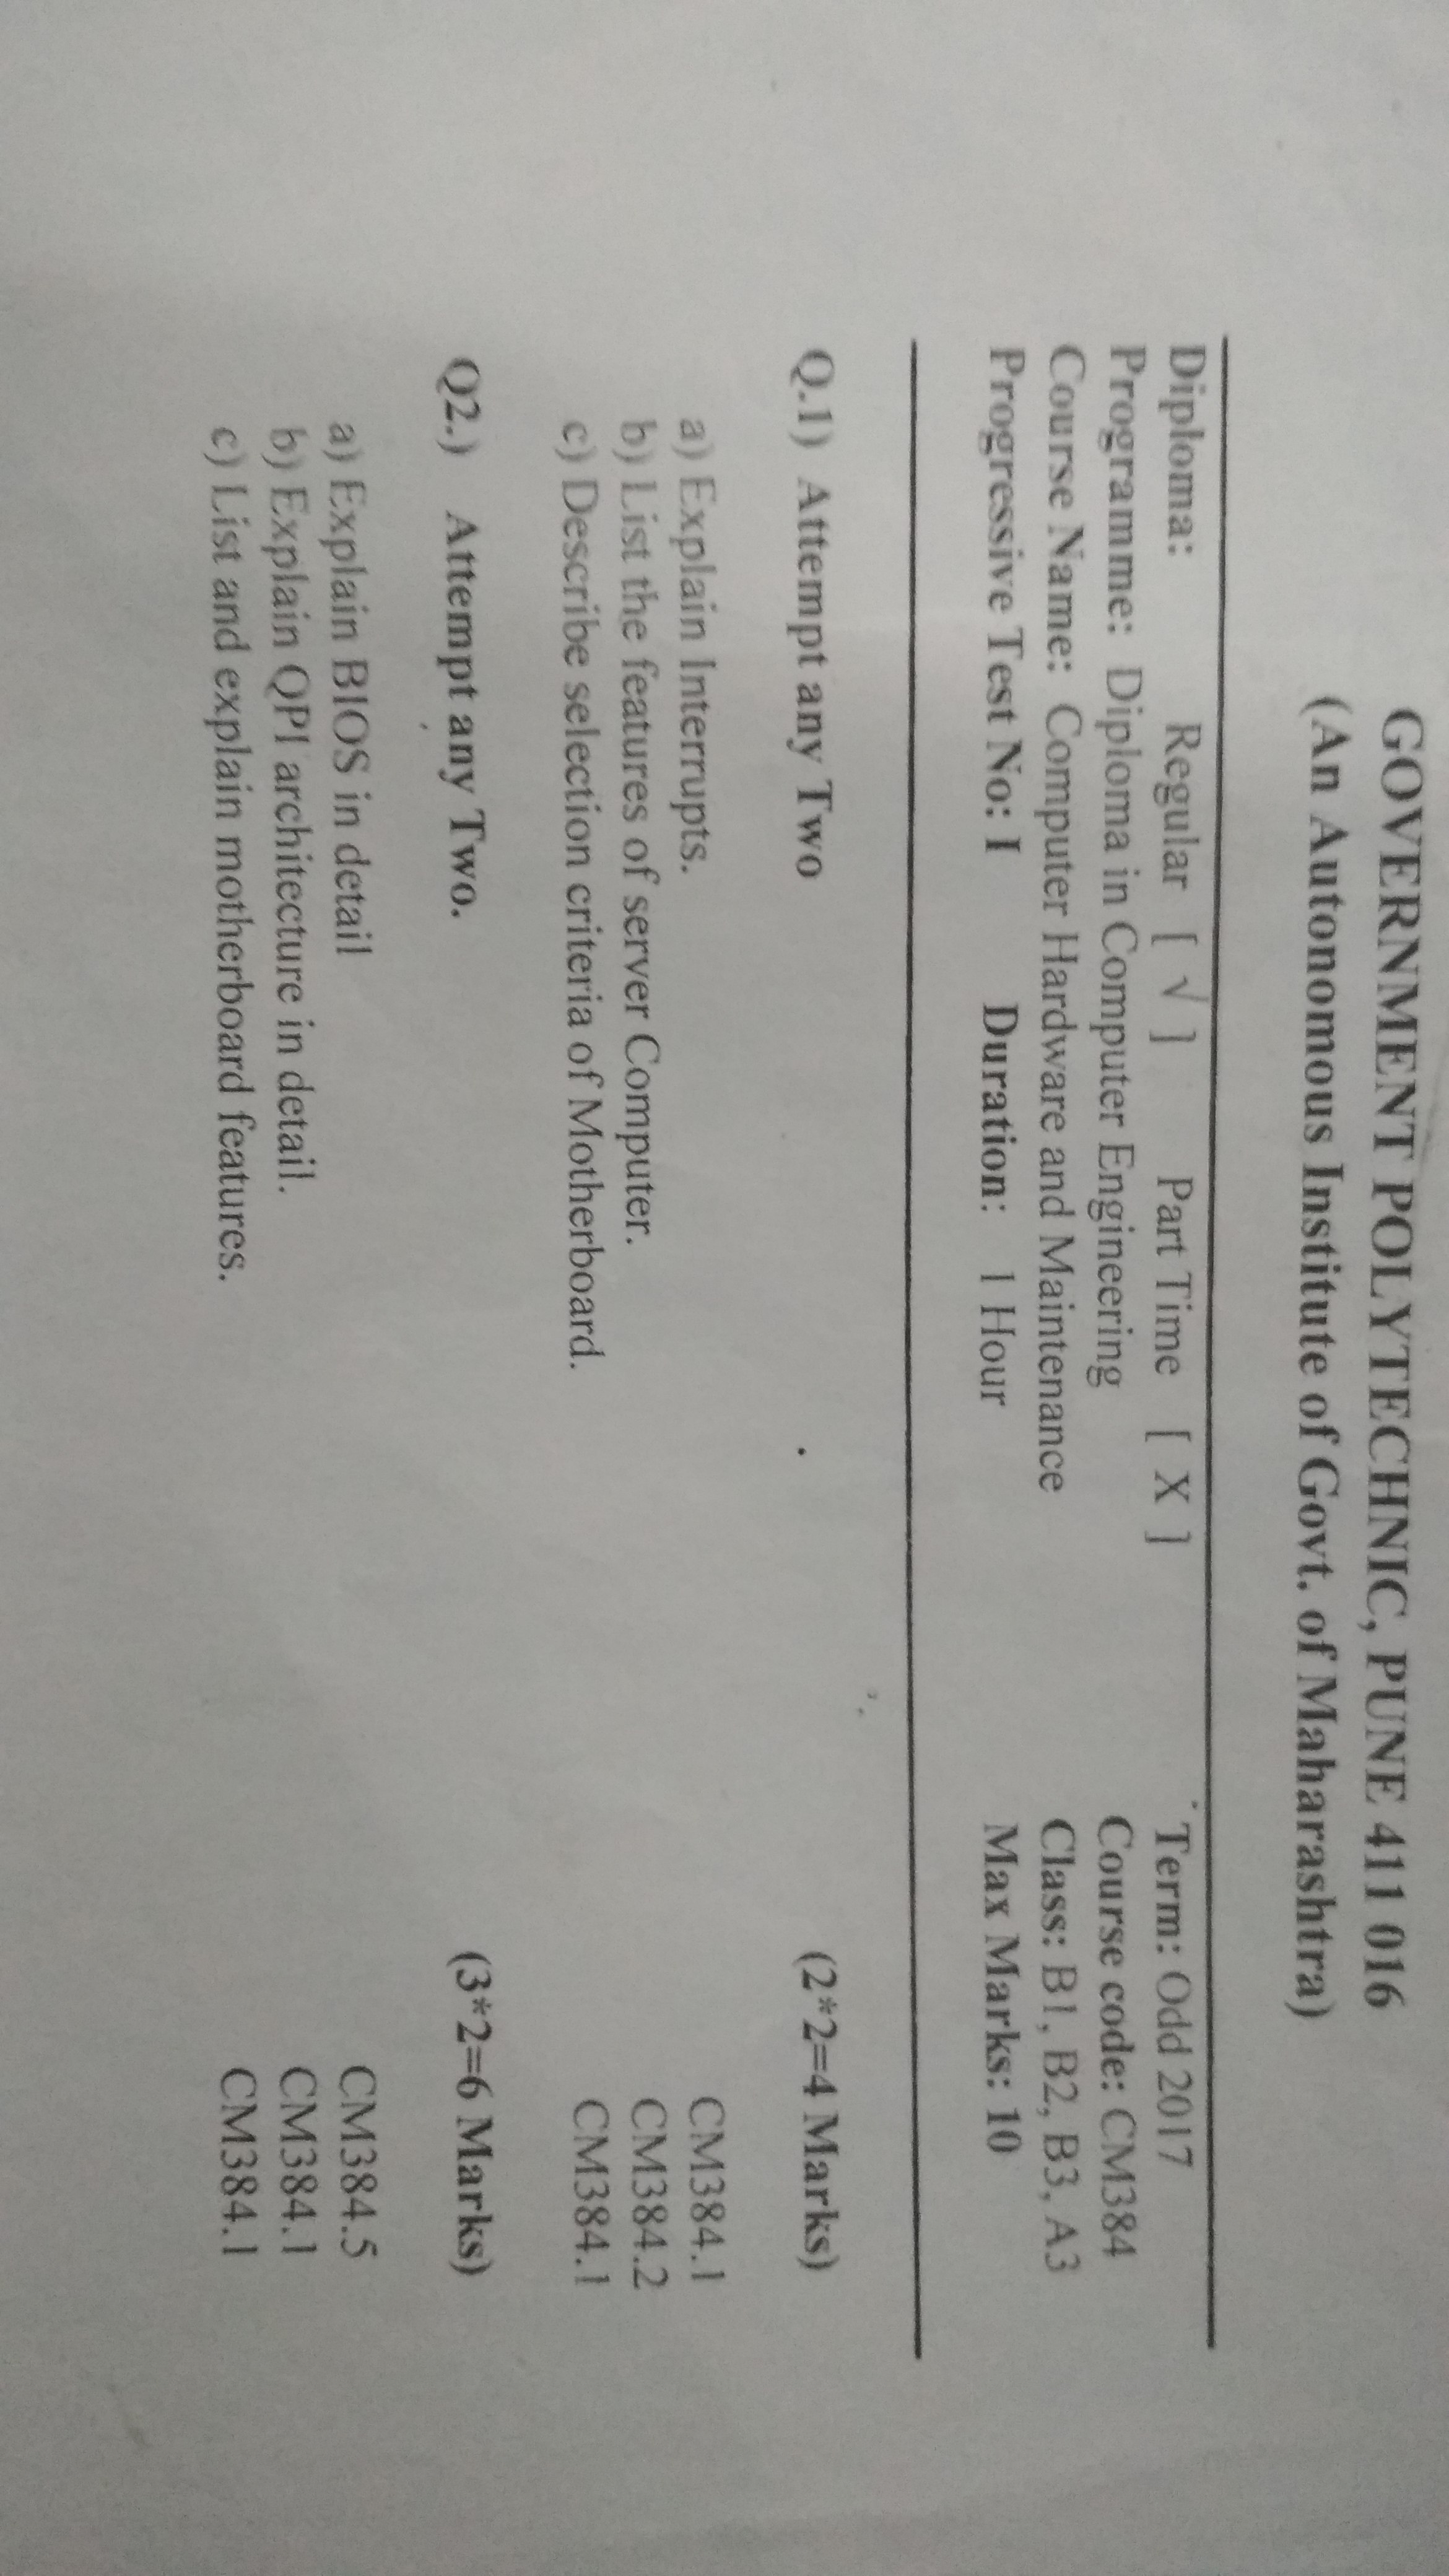 GOVERNMENT POLYTECHNIC, PUNE 411 016
(An Autonomous Institute of Govt. of Maharashtra)
Diploma: Regular [ √ ] Part Time [ X ] Term: Odd 2017
Programme: Diploma in Computer Engineering Course code: CM384
Course Name: Computer Hardware and Maintenance Class: B1, B2, B3, A3
Progressive Test No: I Duration: 1 Hour Max Marks: 10
Q.1) Attempt any Two (2*2=4 Marks)
a) Explain Interrupts. CM384.1
b) List the features of server Computer. CM384.2
c) Describe selection criteria of Motherboard. CM384.1
Q2.) Attempt any Two. (3*2=6 Marks)
a) Explain BIOS in detail CM384.5
b) Explain QPI architecture in detail. CM384.1
c) List and explain motherboard features. CM384.1